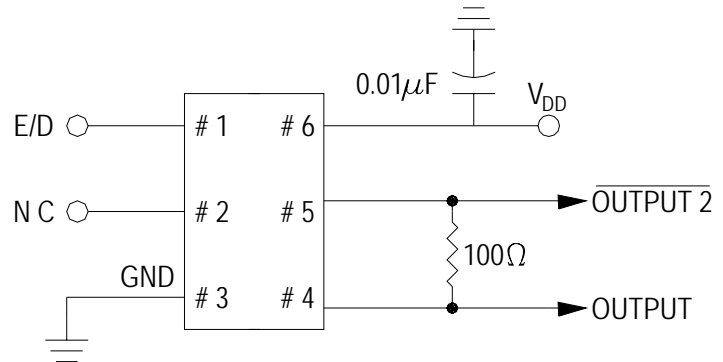 0.01μF
V_DD
E/D
# 1
# 6
N C
# 2
# 5
OUTPUT 2
100Ω
GND
# 3
# 4
OUTPUT